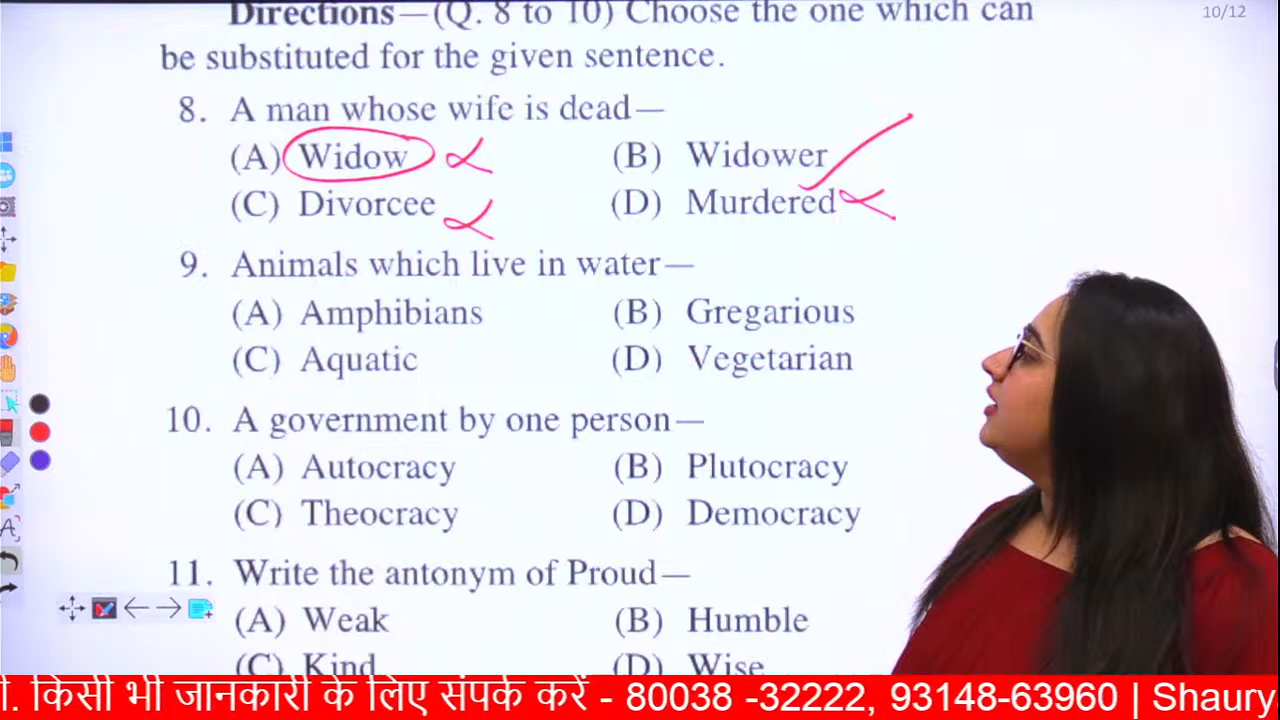 10/12
Directions—(Q. 8 to 10) Choose the one which can
be substituted for the given sentence.
8. A man whose wife is dead—
(A) Widow (B) Widower
(C) Divorcee (D) Murdered
9. Animals which live in water—
(A) Amphibians (B) Gregarious
(C) Aquatic (D) Vegetarian
10. A government by one person—
(A) Autocracy (B) Plutocracy
(C) Theocracy (D) Democracy
11. Write the antonym of Proud—
(A) Weak (B) Humble
(C) Kind (D) Wise
ी. किसी भी जानकारी के लिए संपर्क करें - 80038 -32222, 93148-63960 | Shaury